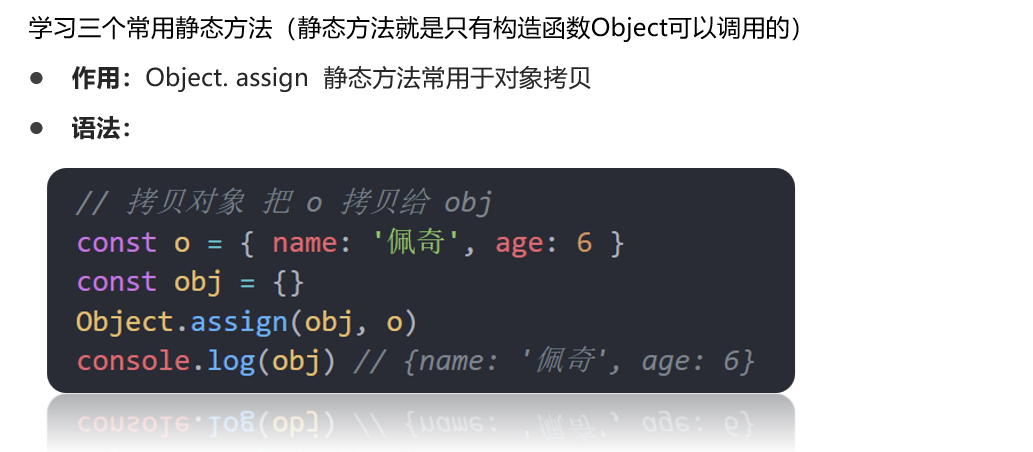 学习三个常用静态方法（静态方法就是只有构造函数Object可以调用的）
● 作用：Object. assign 静态方法常用于对象拷贝
● 语法：
// 拷贝对象 把 o 拷贝给 obj
const o = { name: '佩奇', age: 6 }
const obj = {}
Object.assign(obj, o)
console.log(obj) // {name: '佩奇', age: 6}